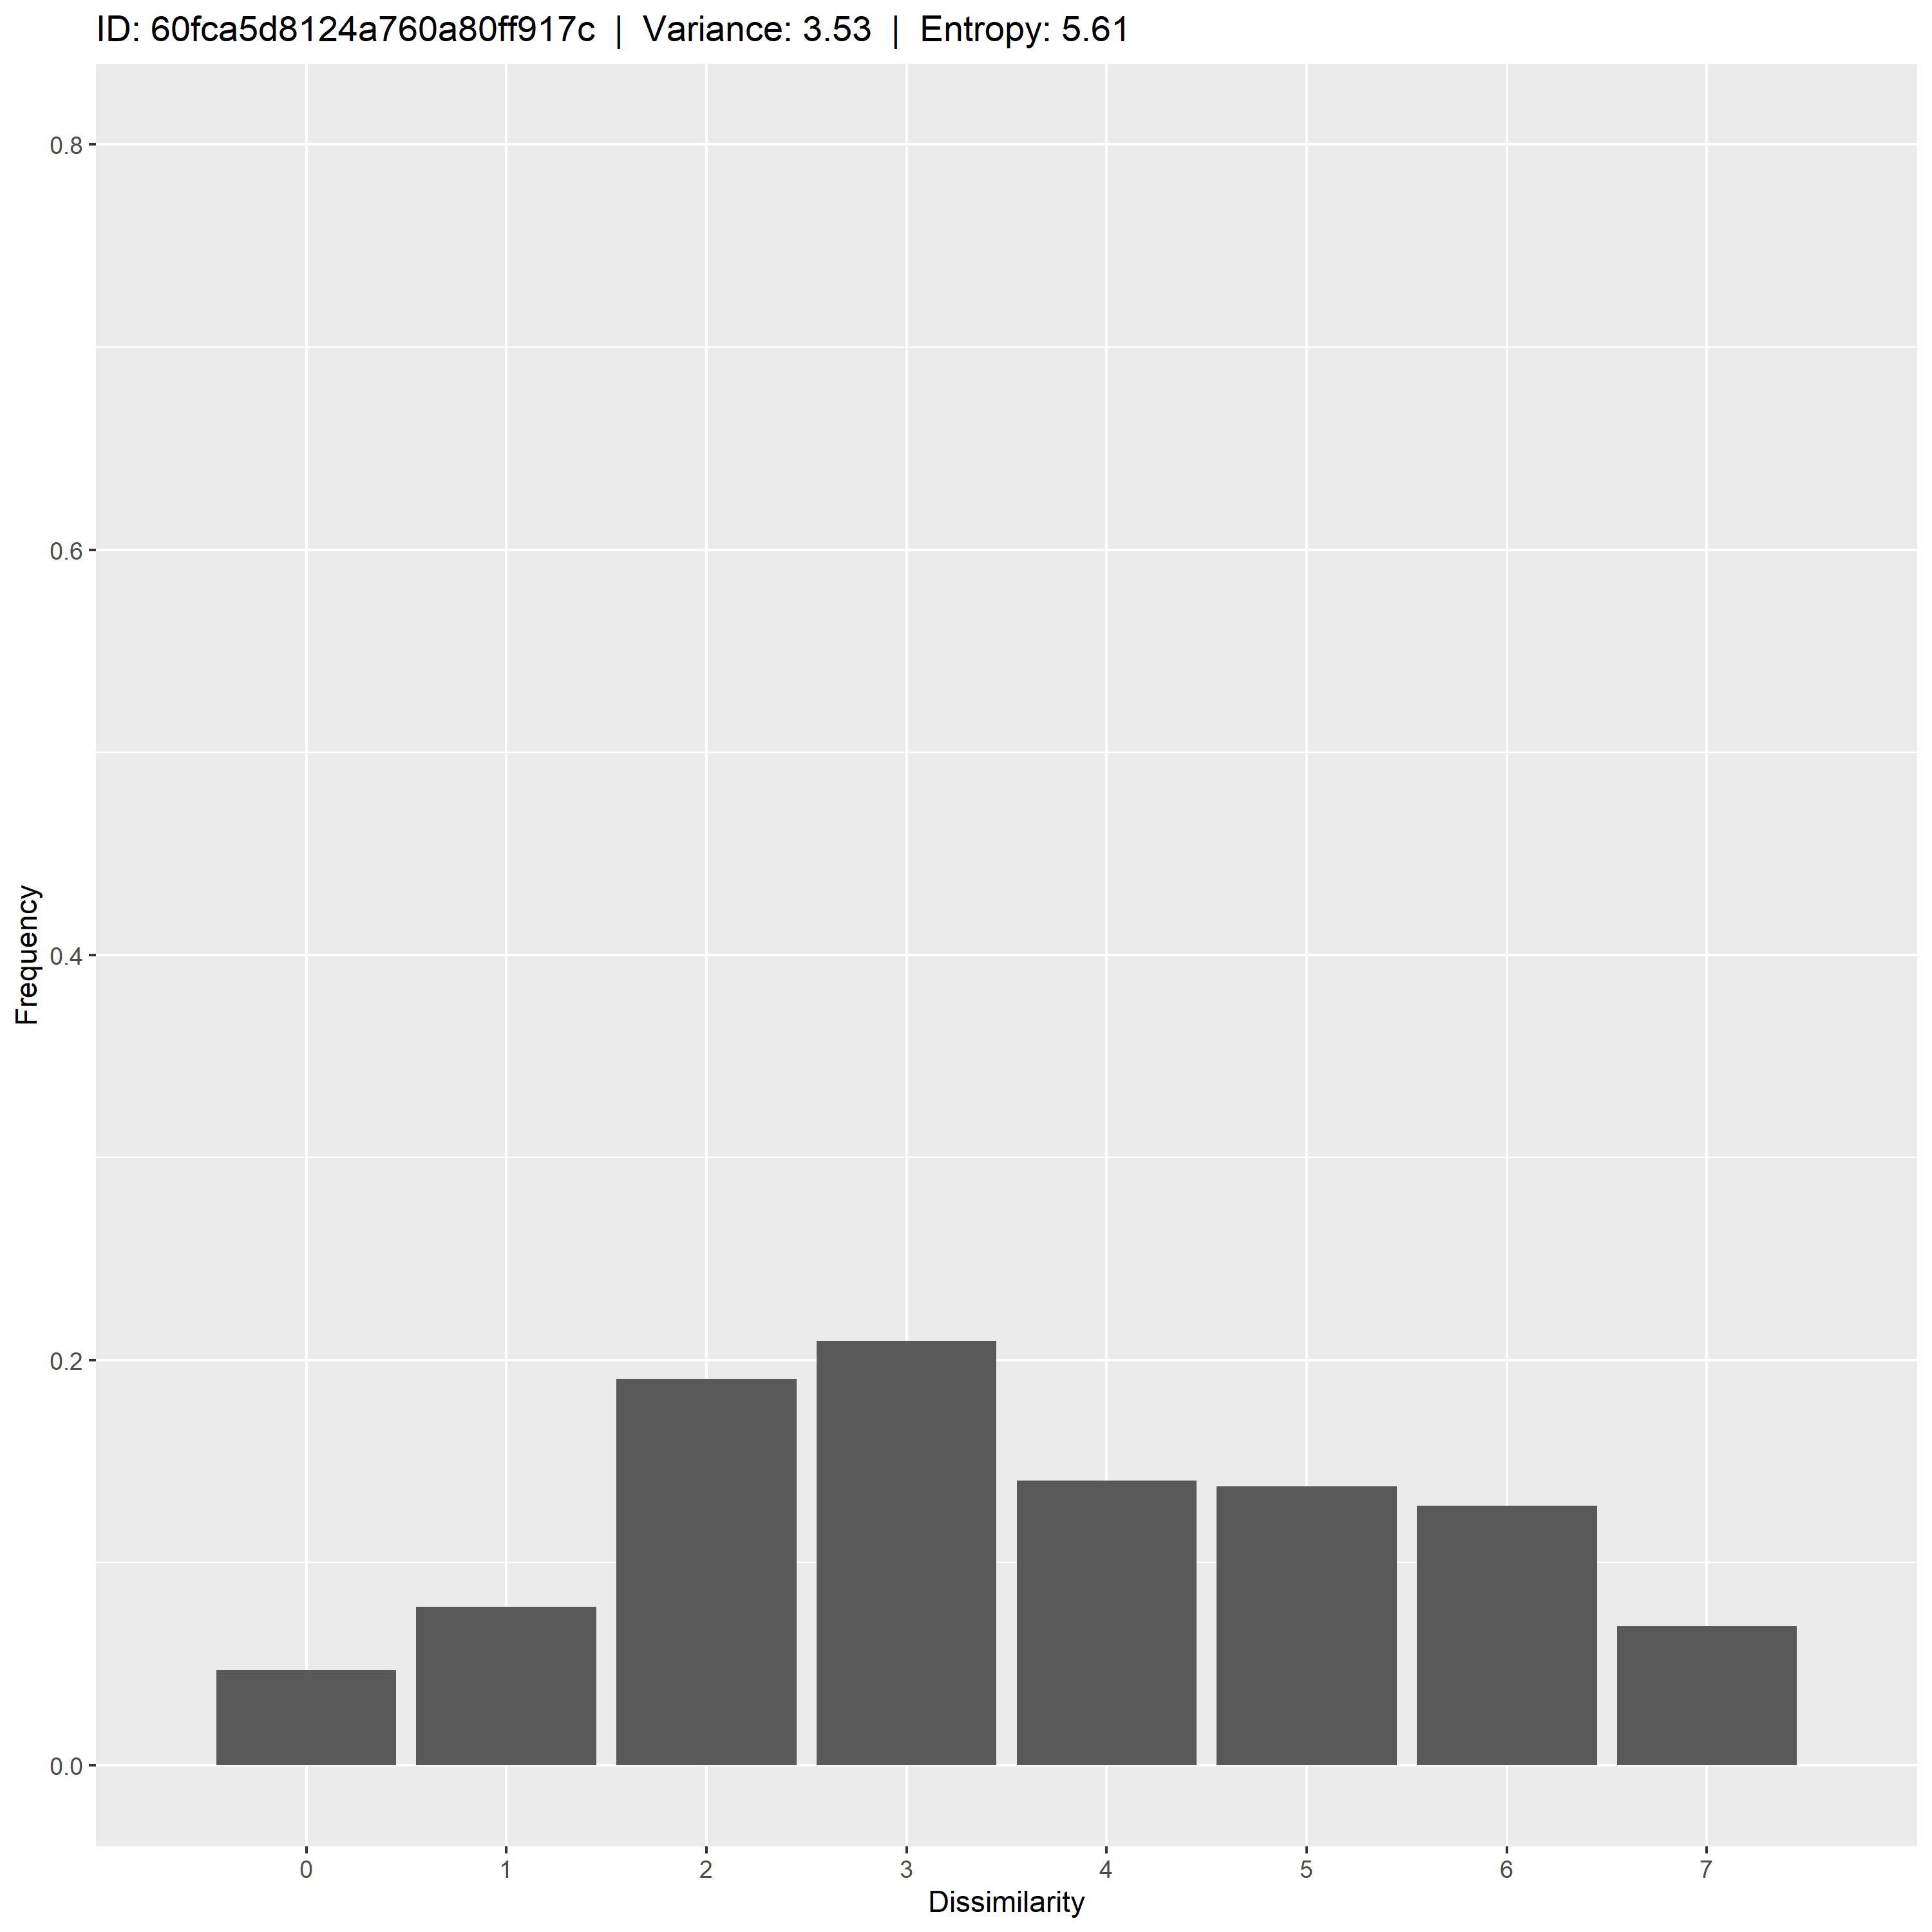 ID: 60fca5d8124a760a80ff917c | Variance: 3.53 | Entropy: 5.61
0.8
0.6
0.4
0.2
0.0
Frequency
0 1 2 3 4 5 6 7
Dissimilarity